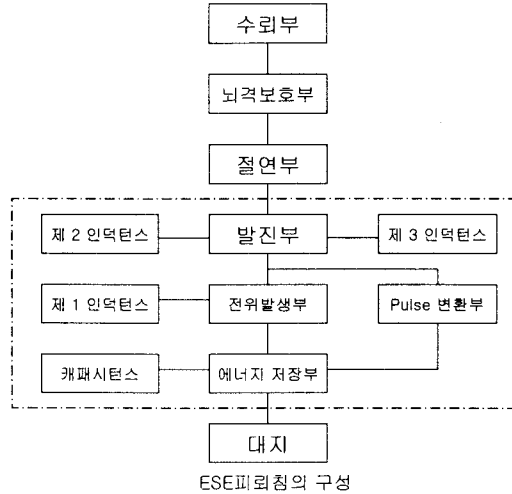 수뢰부
뇌격보호부
절연부
제 2 인덕턴스
발진부
제 3 인덕턴스
제 1 인덕턴스
전위발생부
Pulse 변환부
캐패시턴스
에너지 저장부
대지
ESE피뢰침의 구성